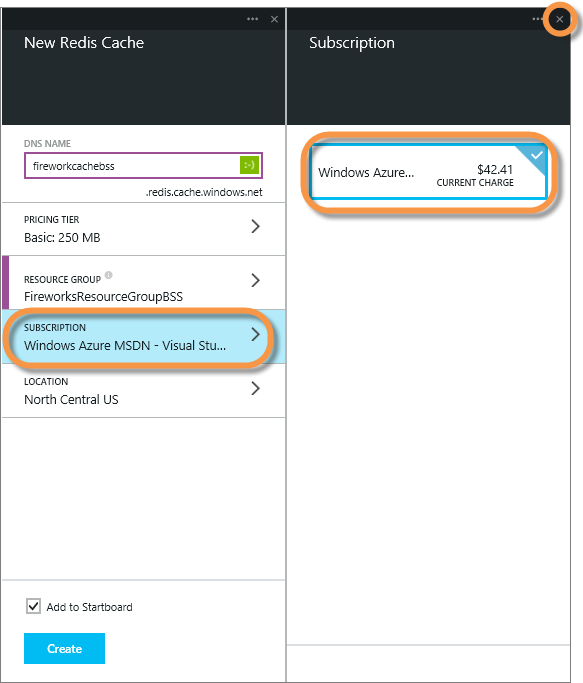 New Redis Cache
DNS NAME
fireworkcachebss
:-)
.redis.cache.windows.net
PRICING TIER
Basic: 250 MB
RESOURCE GROUP
FireworksResourceGroupBSS
SUBSCRIPTION
Windows Azure MSDN - Visual Stu...
LOCATION
North Central US
Add to Startboard
Create
Subscription
Windows Azure... $42.41
CURRENT CHARGE